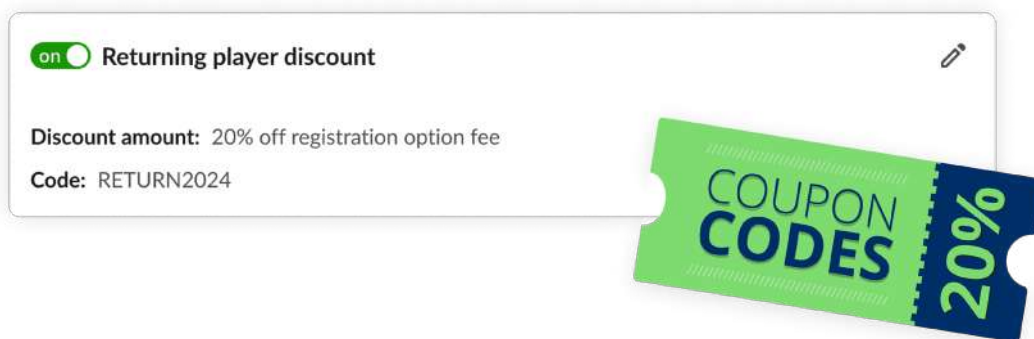 on Returning player discount
Discount amount: 20% off registration option fee
Code: RETURN2024
COUPON
CODES
20%